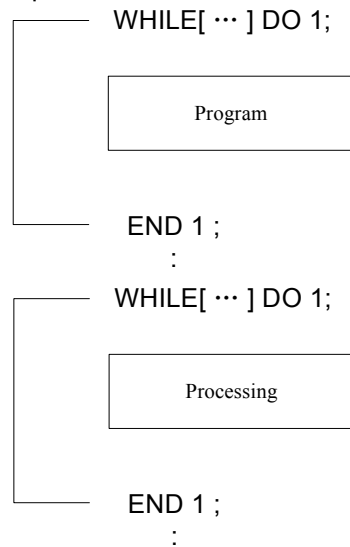 WHILE[ ··· ] DO 1;
Program
END 1 ;
:
WHILE[ ··· ] DO 1;
Processing
END 1 ;
: